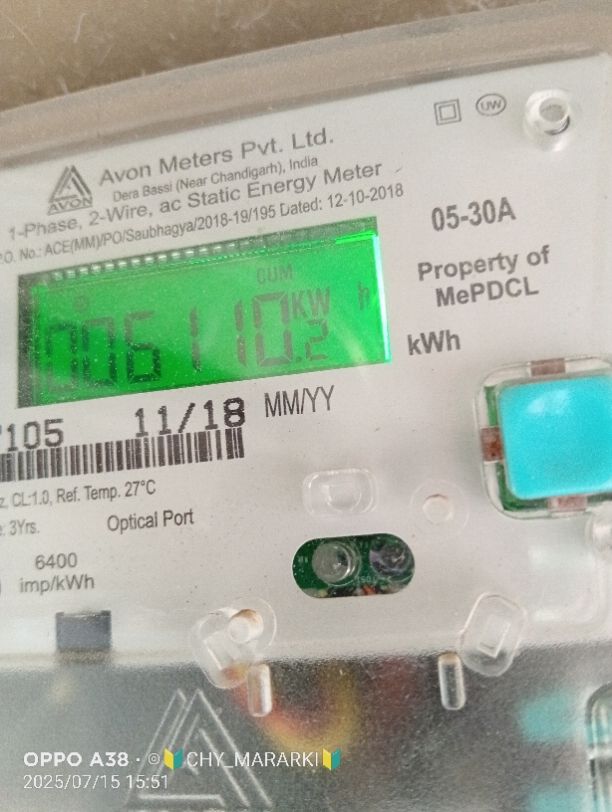 UW
Avon Meters Pvt. Ltd.
AVON
Dera Bassi (Near Chandigarh), India
1-Phase, 2-Wire, ac Static Energy Meter
P.O. No.: ACE(MM)/PO/Saubhagya/2018-19/195 Dated: 12-10-2018
05-30A
Property of
MePDCL
CUM
006110.2 KW h
kWh
105 11/18 MM/YY
CL:1.0, Ref. Temp. 27°C
3Yrs. Optical Port
6400
imp/kWh
OPPO A38 · © 🔰CHY_MARARKI🔰
2025/07/15 15:51